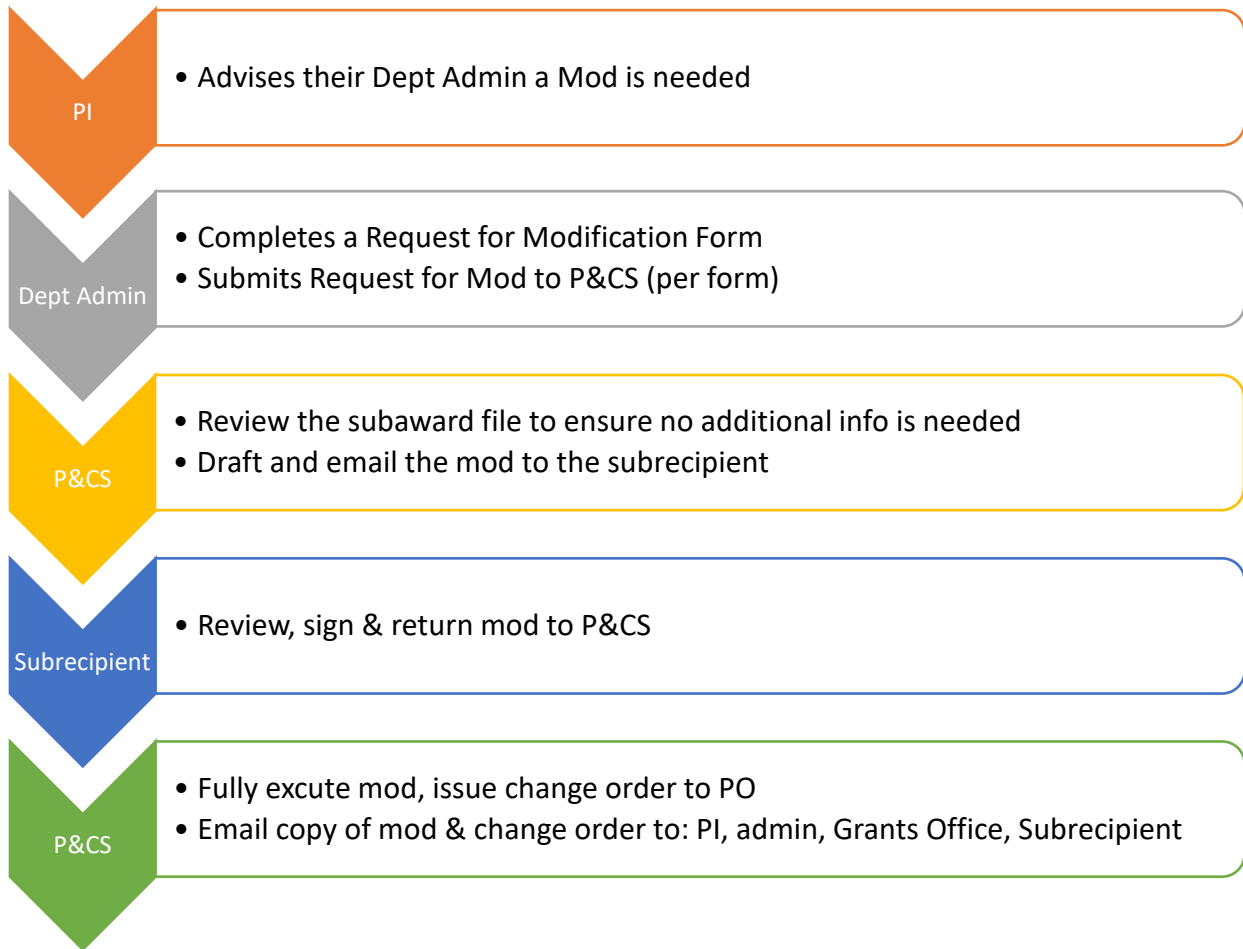 PI
• Advises their Dept Admin a Mod is needed
Dept Admin
• Completes a Request for Modification Form
• Submits Request for Mod to P&CS (per form)
P&CS
• Review the subaward file to ensure no additional info is needed
• Draft and email the mod to the subrecipient
Subrecipient
• Review, sign & return mod to P&CS
P&CS
• Fully excute mod, issue change order to PO
• Email copy of mod & change order to: PI, admin, Grants Office, Subrecipient